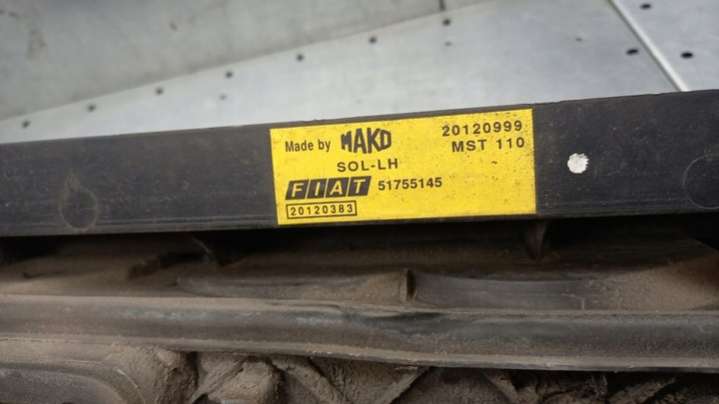 Made by MAKO 20120999
SOL-LH MST 110
FIAT 51755145
20120383